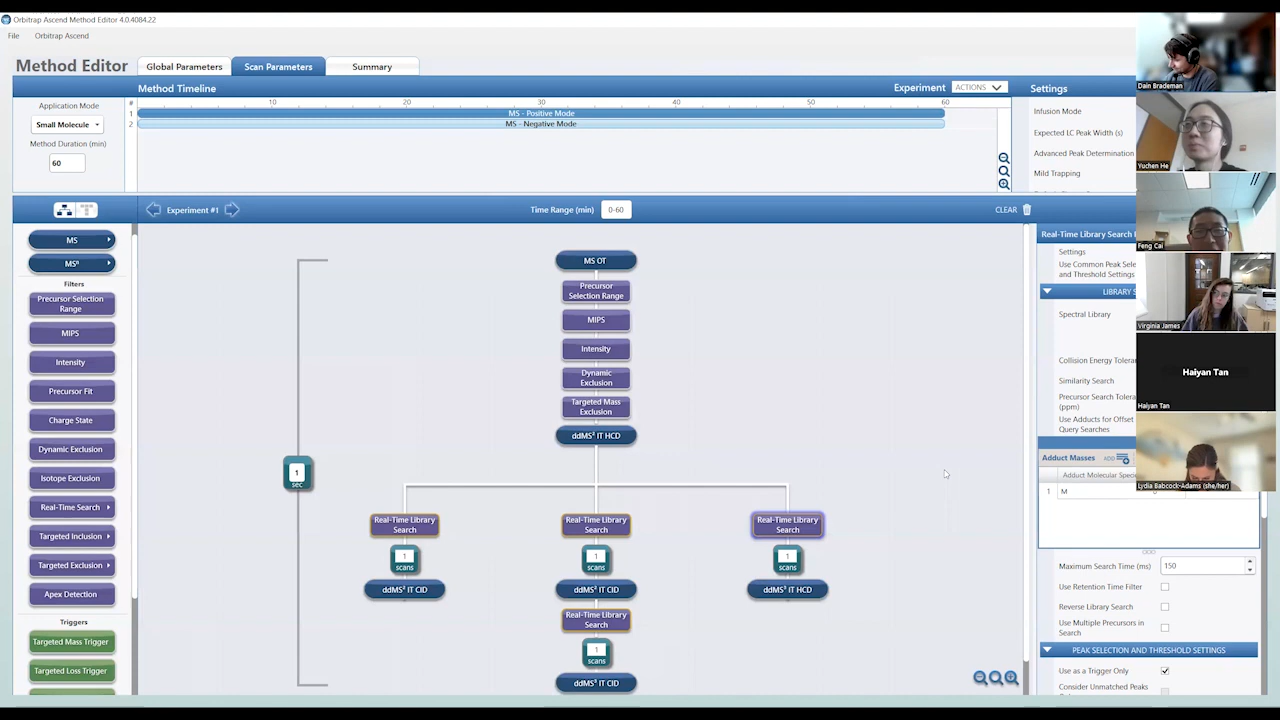 Orbitrap Ascend Method Editor 4.0.4084.22
File Orbitrap Ascend
Method Editor
Global Parameters
Scan Parameters
Summary
Method Timeline
Experiment
ACTIONS
Settings
Application Mode
Small Molecule
Method Duration (min)
60
#
10 20 30 40 50 60
1 MS - Positive Mode
2 MS - Negative Mode
Infusion Mode
Expected LC Peak Width (s)
Advanced Peak Determination
Mild Trapping
Experiment #1
Time Range (min) 0-60
CLEAR
MS
MSⁿ
Filters
Precursor Selection
Range
MIPS
Intensity
Precursor Fit
Charge State
Dynamic Exclusion
Isotope Exclusion
Real-Time Search
Targeted Inclusion
Targeted Exclusion
Apex Detection
Triggers
Targeted Mass Trigger
Targeted Loss Trigger
MS OT
Precursor
Selection Range
MIPS
Intensity
Dynamic
Exclusion
Targeted Mass
Exclusion
ddMS² IT HCD
1
sec
Real-Time Library
Search
1
scans
ddMS² IT CID
Real-Time Library
Search
1
scans
ddMS² IT CID
Real-Time Library
Search
1
scans
ddMS³ IT CID
Real-Time Library
Search
1
scans
ddMS³ IT HCD
Real-Time Library Search
Settings
Use Common Peak Sele
and Threshold Settings
LIBRARY S
Spectral Library
Collision Energy Tolera
Similarity Search
Precursor Search Tolera
(ppm)
Use Adducts for Offset
Query Searches
Adduct Masses ADD
Adduct Molecular Specie
1 M
Maximum Search Time (ms) 150
Use Retention Time Filter
Reverse Library Search
Use Multiple Precursors in
Search
PEAK SELECTION AND THRESHOLD SETTINGS
Use as a Trigger Only
Consider Unmatched Peaks
Dain Brademan
Yuchen He
Feng Cai
Virginia James
Haiyan Tan
Haiyan Tan
Lydia Babcock-Adams (she/her)